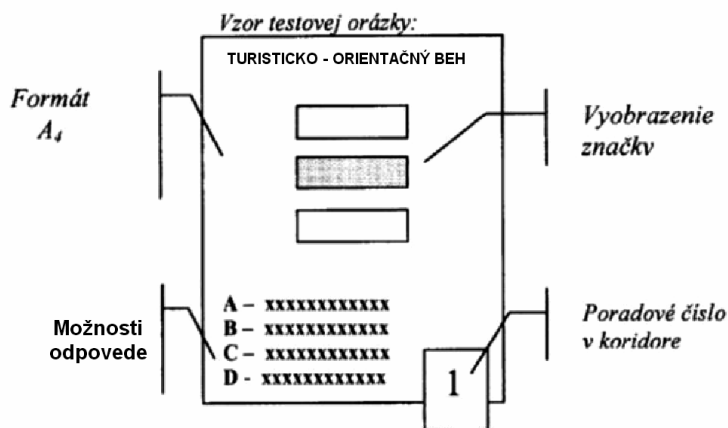 Vzor testovej orázky:
TURISTICKO - ORIENTAČNÝ BEH
Formát
A4
Vyobrazenie
značkv
A – xxxxxxxxxxxx
B – xxxxxxxxxxxx
C – xxxxxxxxxxxx
D - xxxxxxxxxxxx
Možnosti
odpovede
1
Poradové číslo
v koridore